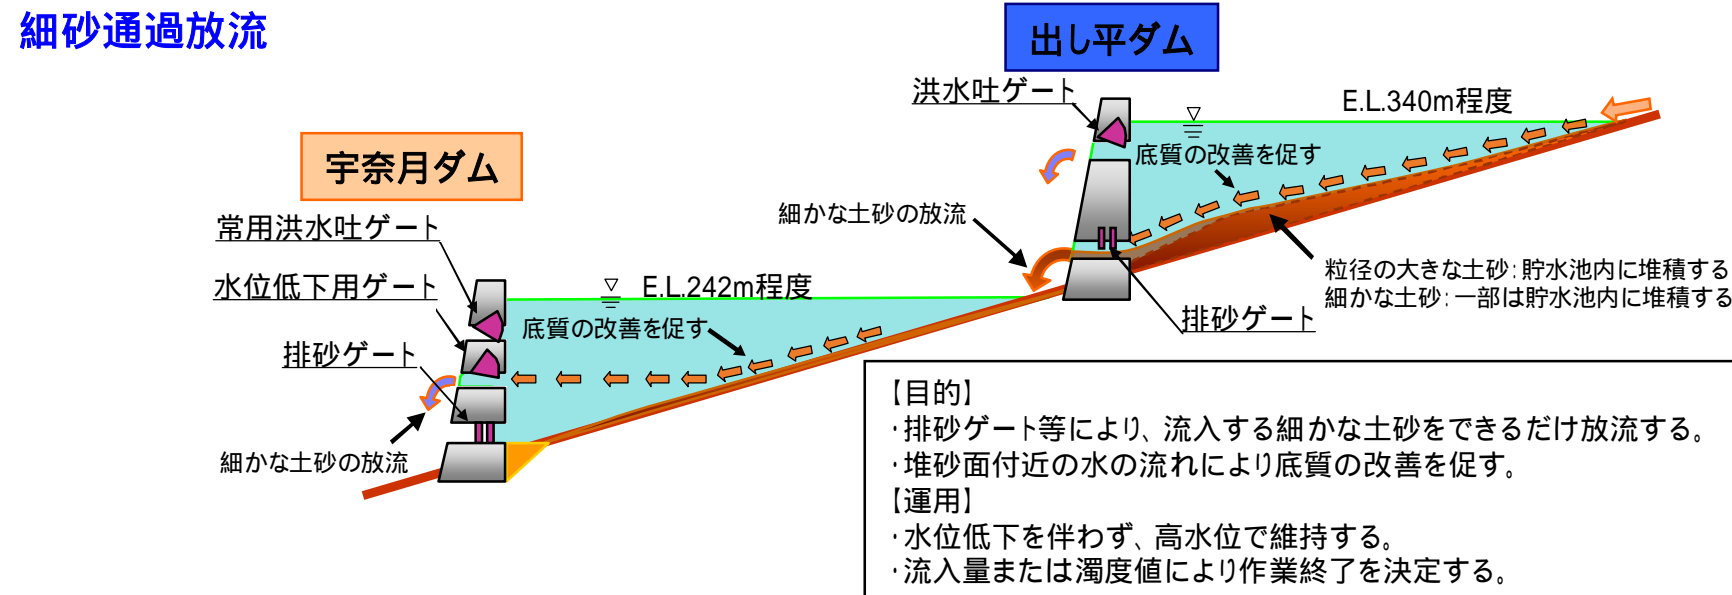 細砂通過放流
出し平ダム
洪水吐ゲート
E.L.340m程度
底質の改善を促す
宇奈月ダム
細かな土砂の放流
常用洪水吐ゲート
水位低下用ゲート
E.L.242m程度
粒径の大きな土砂:貯水池内に堆積する
細かな土砂:一部は貯水池内に堆積する
底質の改善を促す
排砂ゲート
排砂ゲート
細かな土砂の放流
【目的】
・排砂ゲート等により、流入する細かな土砂をできるだけ放流する。
・堆砂面付近の水の流れにより底質の改善を促す。
【運用】
・水位低下を伴わず、高水位で維持する。
・流入量または濁度値により作業終了を決定する。